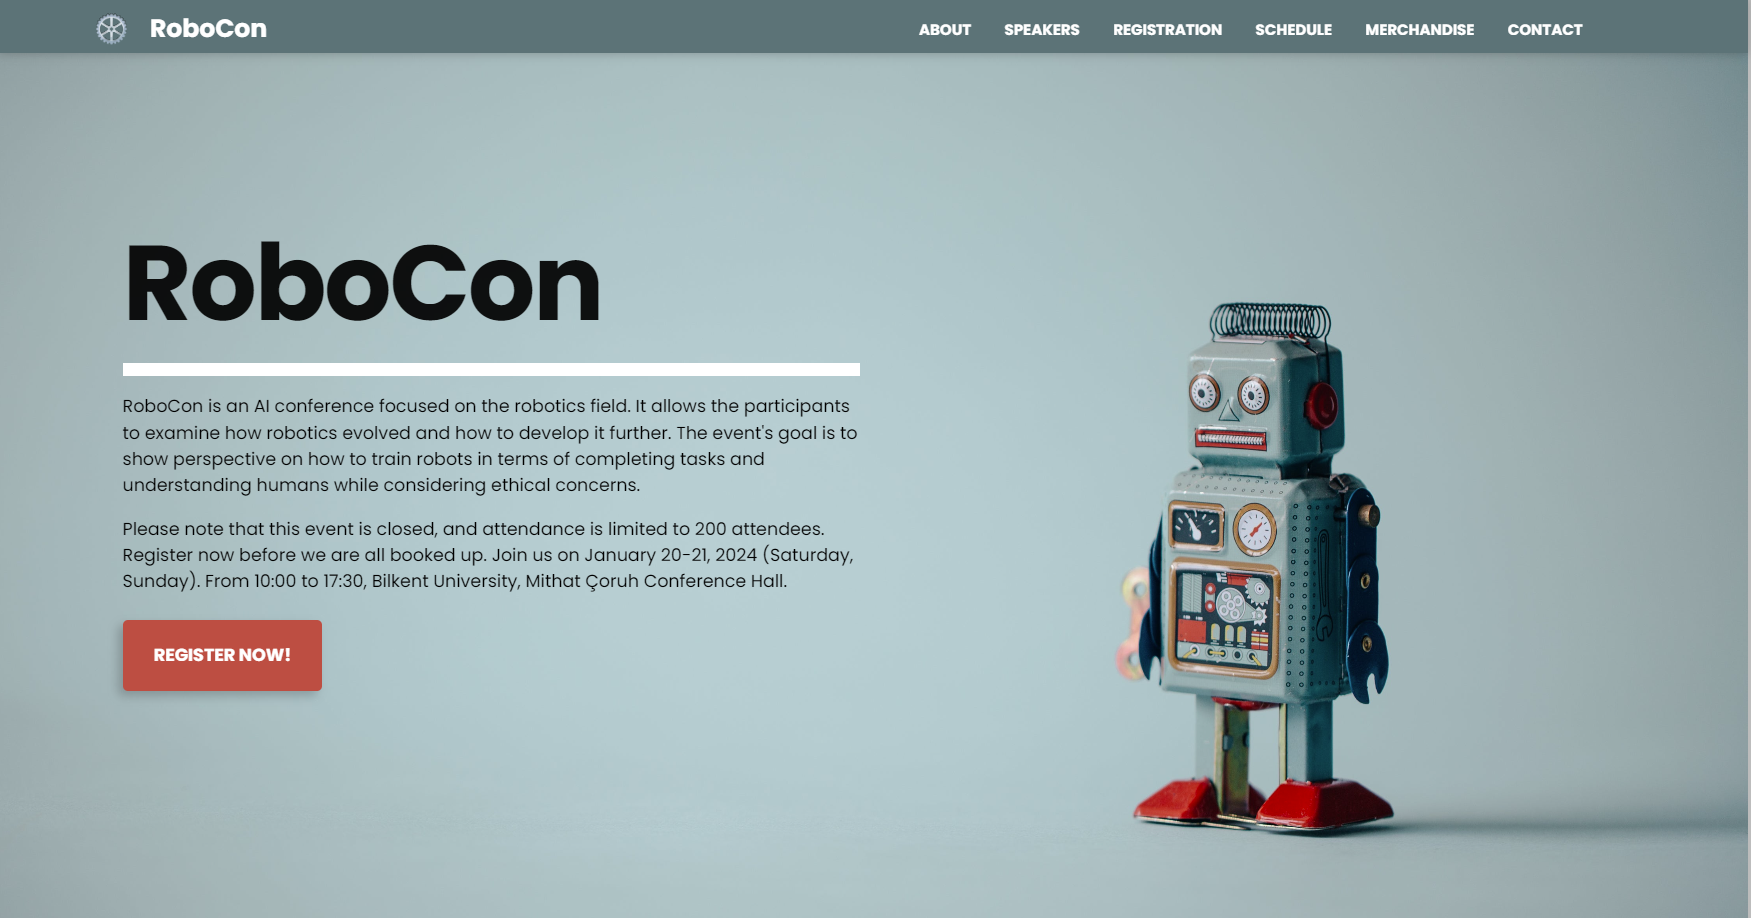 RoboCon
ABOUT SPEAKERS REGISTRATION SCHEDULE MERCHANDISE CONTACT
RoboCon
RoboCon is an AI conference focused on the robotics field. It allows the participants
to examine how robotics evolved and how to develop it further. The event's goal is to
show perspective on how to train robots in terms of completing tasks and
understanding humans while considering ethical concerns.
Please note that this event is closed, and attendance is limited to 200 attendees.
Register now before we are all booked up. Join us on January 20-21, 2024 (Saturday,
Sunday). From 10:00 to 17:30, Bilkent University, Mithat Çoruh Conference Hall.
REGISTER NOW!